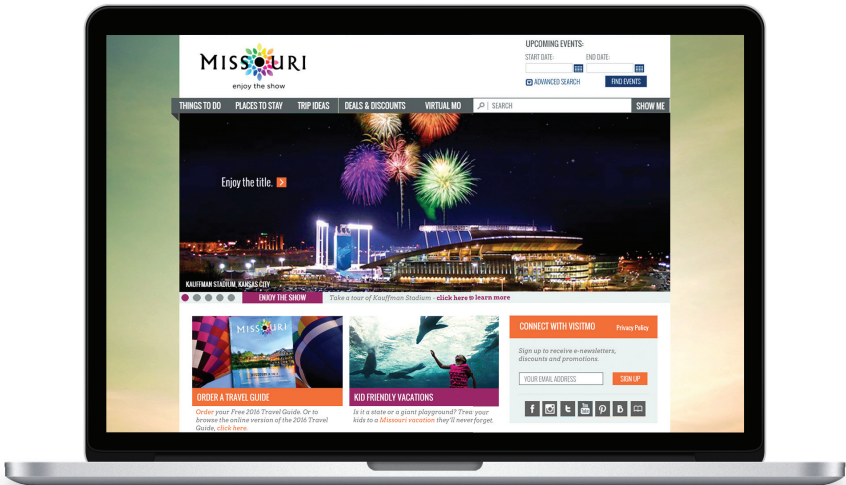 MISSOURI
enjoy the show
UPCOMING EVENTS:
START DATE: END DATE:
ADVANCED SEARCH FIND EVENTS
THINGS TO DO PLACES TO STAY TRIP IDEAS DEALS & DISCOUNTS VIRTUAL MO SEARCH SHOW ME
Enjoy the title.
KAUFFMAN STADIUM, KANSAS CITY
ENJOY THE SHOW Take a tour of Kauffman Stadium - click here to learn more
MISSOURI
ORDER A TRAVEL GUIDE
Order your Free 2016 Travel Guide. Or to
browse the online version of the 2016 Travel
Guide, click here.
KID FRIENDLY VACATIONS
Is it a state or a giant playground? Treat your
kids to a Missouri vacation they'll never forget.
CONNECT WITH VISITMO Privacy Policy
Sign up to receive e-newsletters,
discounts and promotions.
YOUR EMAIL ADDRESS SIGN UP